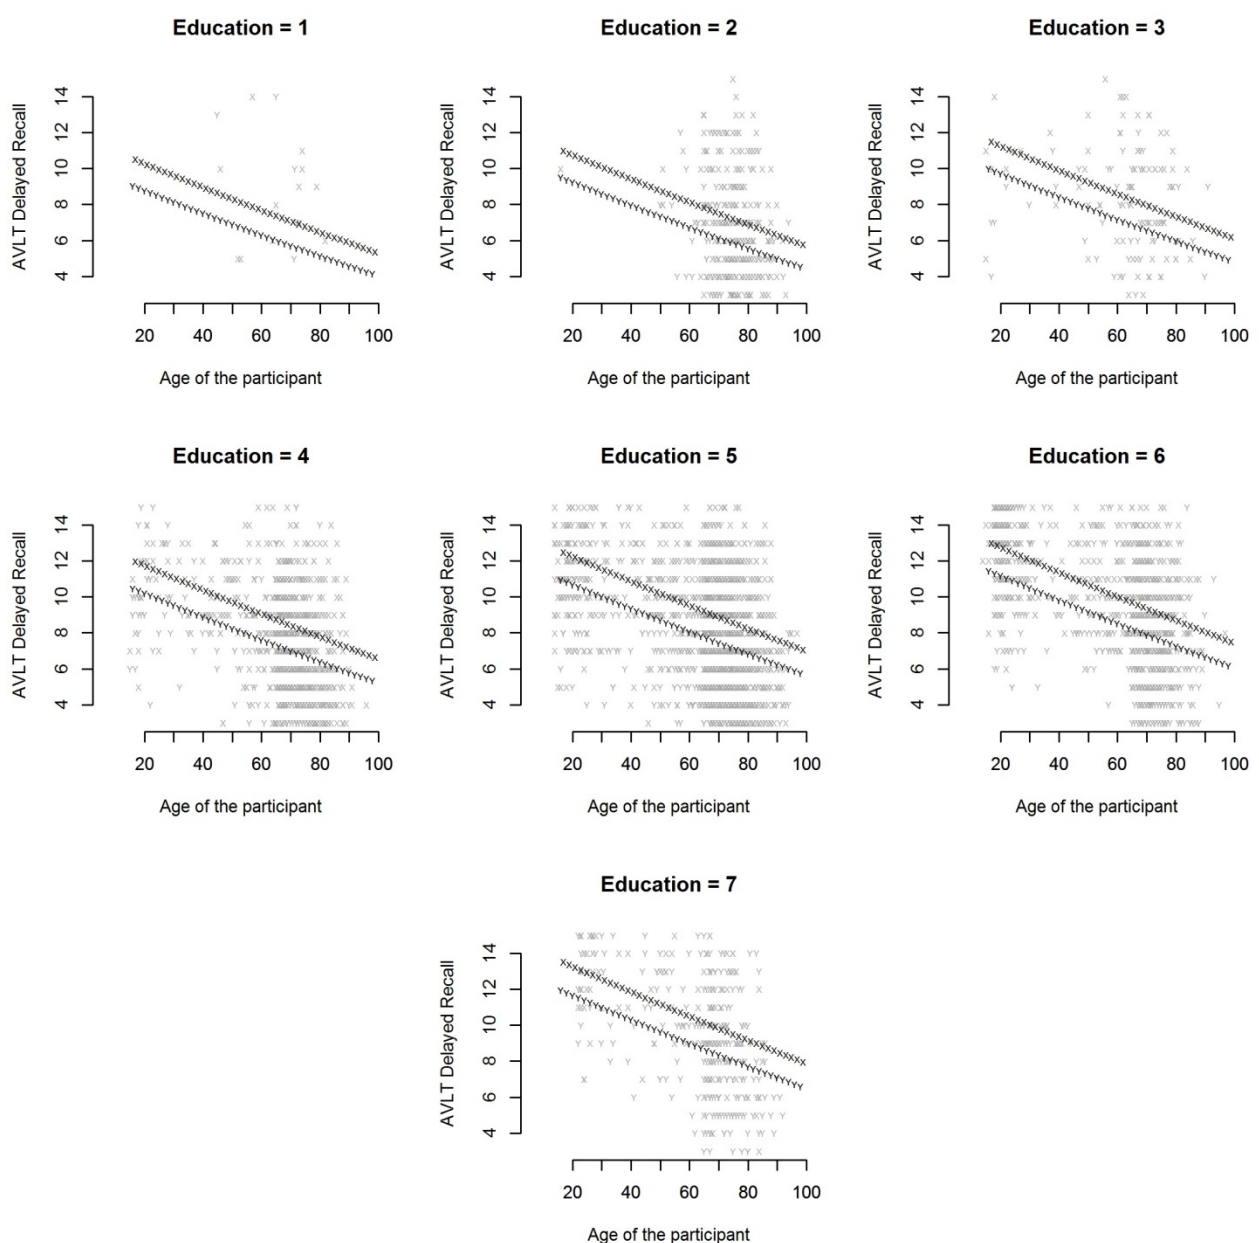 Education = 1
AVLT Delayed Recall
14
12
10
8
6
4
20 40 60 80 100
Age of the participant
Education = 2
AVLT Delayed Recall
14
12
10
8
6
4
20 40 60 80 100
Age of the participant
Education = 3
AVLT Delayed Recall
14
12
10
8
6
4
20 40 60 80 100
Age of the participant
Education = 4
AVLT Delayed Recall
14
12
10
8
6
4
20 40 60 80 100
Age of the participant
Education = 5
AVLT Delayed Recall
14
12
10
8
6
4
20 40 60 80 100
Age of the participant
Education = 6
AVLT Delayed Recall
14
12
10
8
6
4
20 40 60 80 100
Age of the participant
Education = 7
AVLT Delayed Recall
14
12
10
8
6
4
20 40 60 80 100
Age of the participant